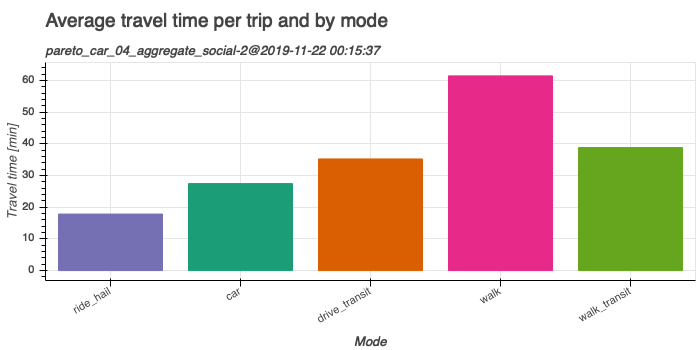 Average travel time per trip and by mode
pareto_car_04_aggregate_social-2@2019-11-22 00:15:37
Travel time [min]
60
50
40
30
20
10
0
ride_hail
car
drive_transit
walk
walk_transit
Mode